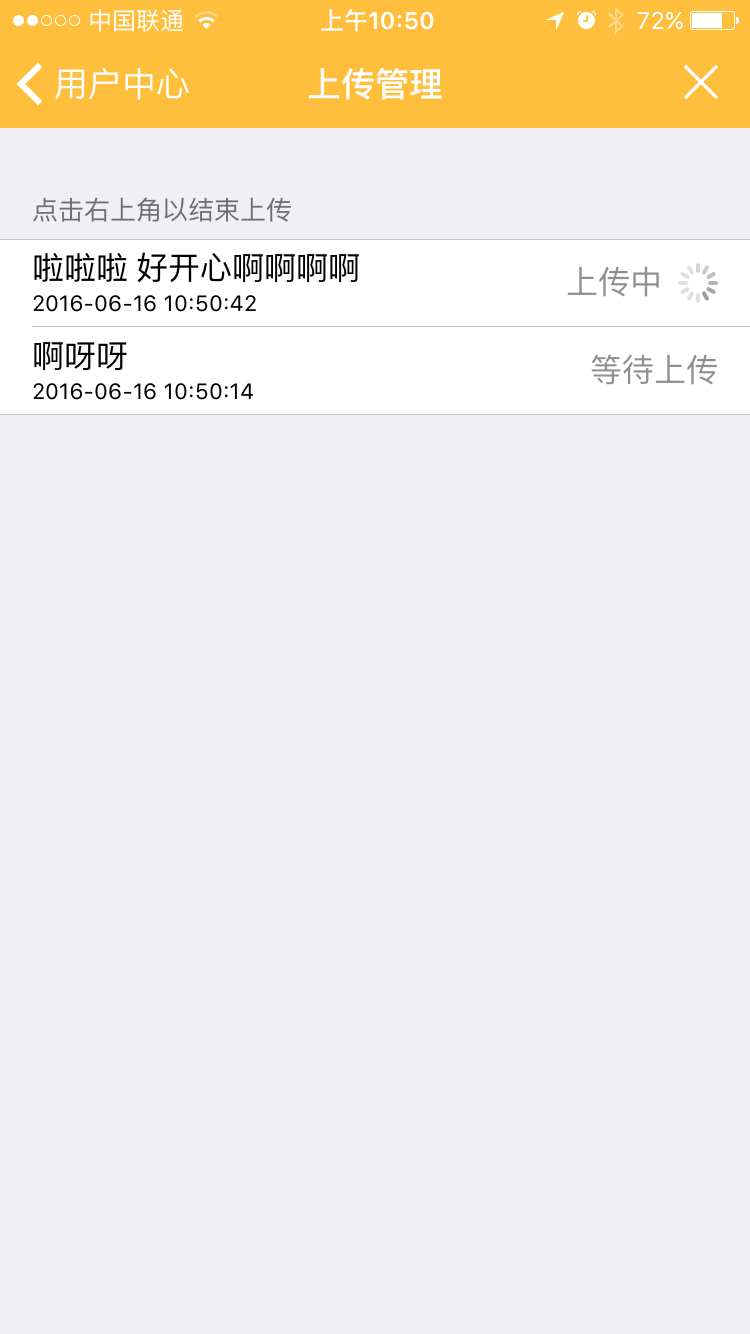 中国联通 上午10:50 72%
用户中心 上传管理
点击右上角以结束上传
啦啦啦 好开心啊啊啊啊
2016-06-16 10:50:42
上传中
啊呀呀
2016-06-16 10:50:14
等待上传